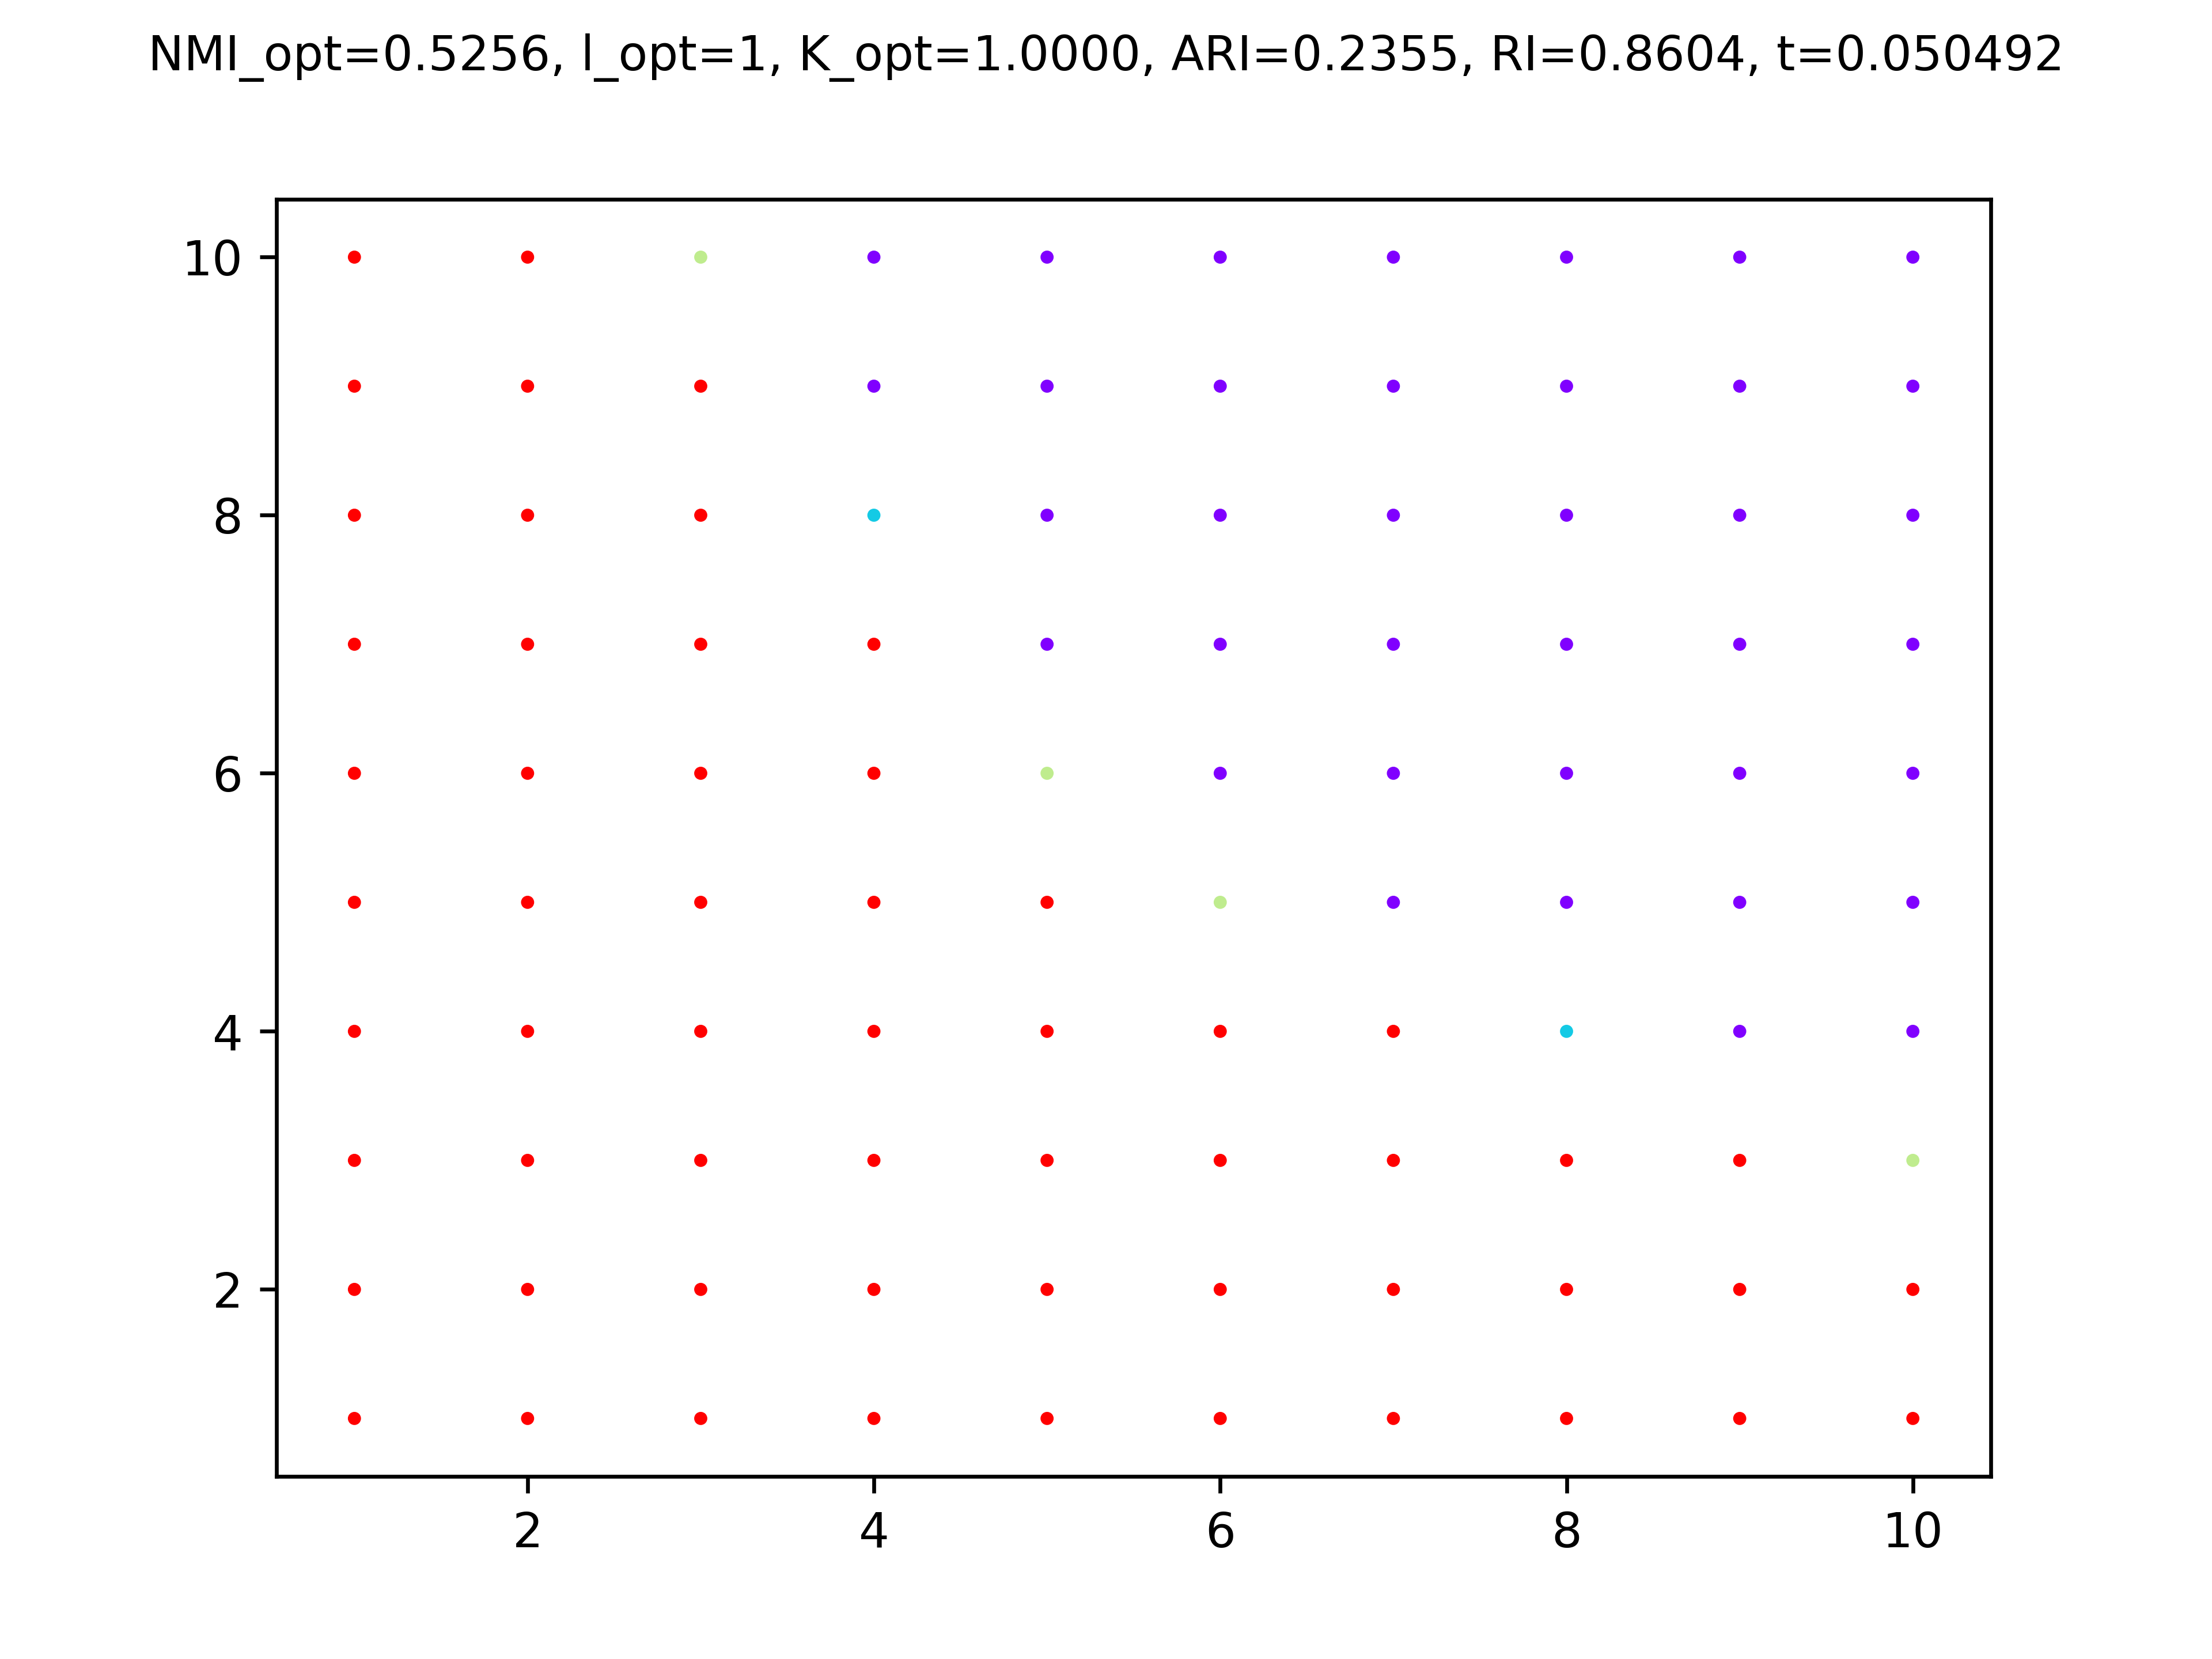 NMI_opt=0.5256, l_opt=1, K_opt=1.0000, ARI=0.2355, RI=0.8604, t=0.050492
10
8
6
4
2
2 4 6 8 10